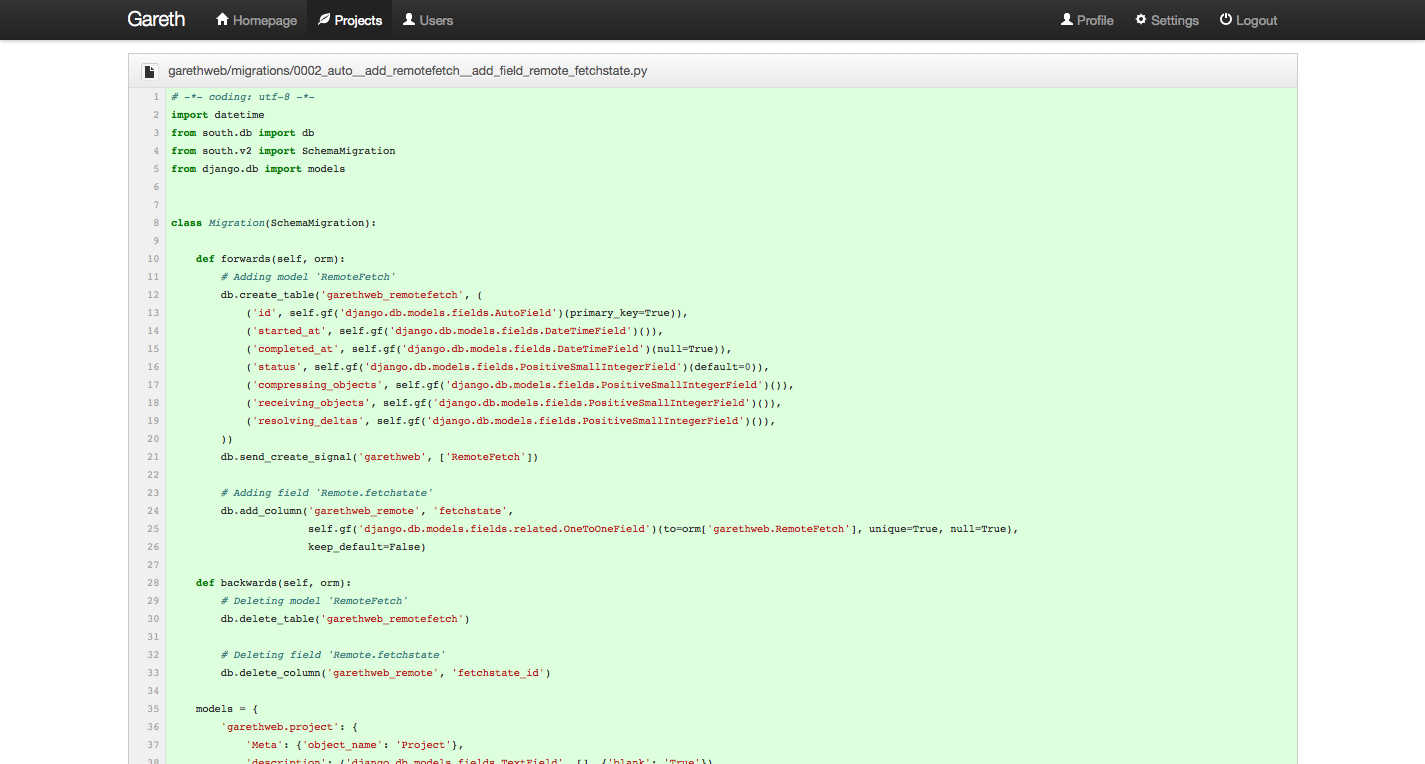 Gareth Homepage Projects Users Profile Settings Logout
garethweb/migrations/0002_auto__add_remotefetch__add_field_remote_fetchstate.py
1 # -*- coding: utf-8 -*-
2 import datetime
3 from south.db import db
4 from south.v2 import SchemaMigration
5 from django.db import models
6
7
8 class Migration(SchemaMigration):
9
10     def forwards(self, orm):
11         # Adding model 'RemoteFetch'
12         db.create_table('garethweb_remotefetch', (
13             ('id', self.gf('django.db.models.fields.AutoField')(primary_key=True)),
14             ('started_at', self.gf('django.db.models.fields.DateTimeField')()),
15             ('completed_at', self.gf('django.db.models.fields.DateTimeField')(null=True)),
16             ('status', self.gf('django.db.models.fields.PositiveSmallIntegerField')(default=0)),
17             ('compressing_objects', self.gf('django.db.models.fields.PositiveSmallIntegerField')()),
18             ('receiving_objects', self.gf('django.db.models.fields.PositiveSmallIntegerField')()),
19             ('resolving_deltas', self.gf('django.db.models.fields.PositiveSmallIntegerField')()),
20         ))
21         db.send_create_signal('garethweb', ['RemoteFetch'])
22
23         # Adding field 'Remote.fetchstate'
24         db.add_column('garethweb_remote', 'fetchstate',
25                       self.gf('django.db.models.fields.related.OneToOneField')(to=orm['garethweb.RemoteFetch'], unique=True, null=True),
26                       keep_default=False)
27
28     def backwards(self, orm):
29         # Deleting model 'RemoteFetch'
30         db.delete_table('garethweb_remotefetch')
31
32         # Deleting field 'Remote.fetchstate'
33         db.delete_column('garethweb_remote', 'fetchstate_id')
34
35     models = {
36         'garethweb.project': {
37             'Meta': {'object_name': 'Project'},
38             'description': ('django.db.models.fields.TextField', [], {'blank': 'True'}),